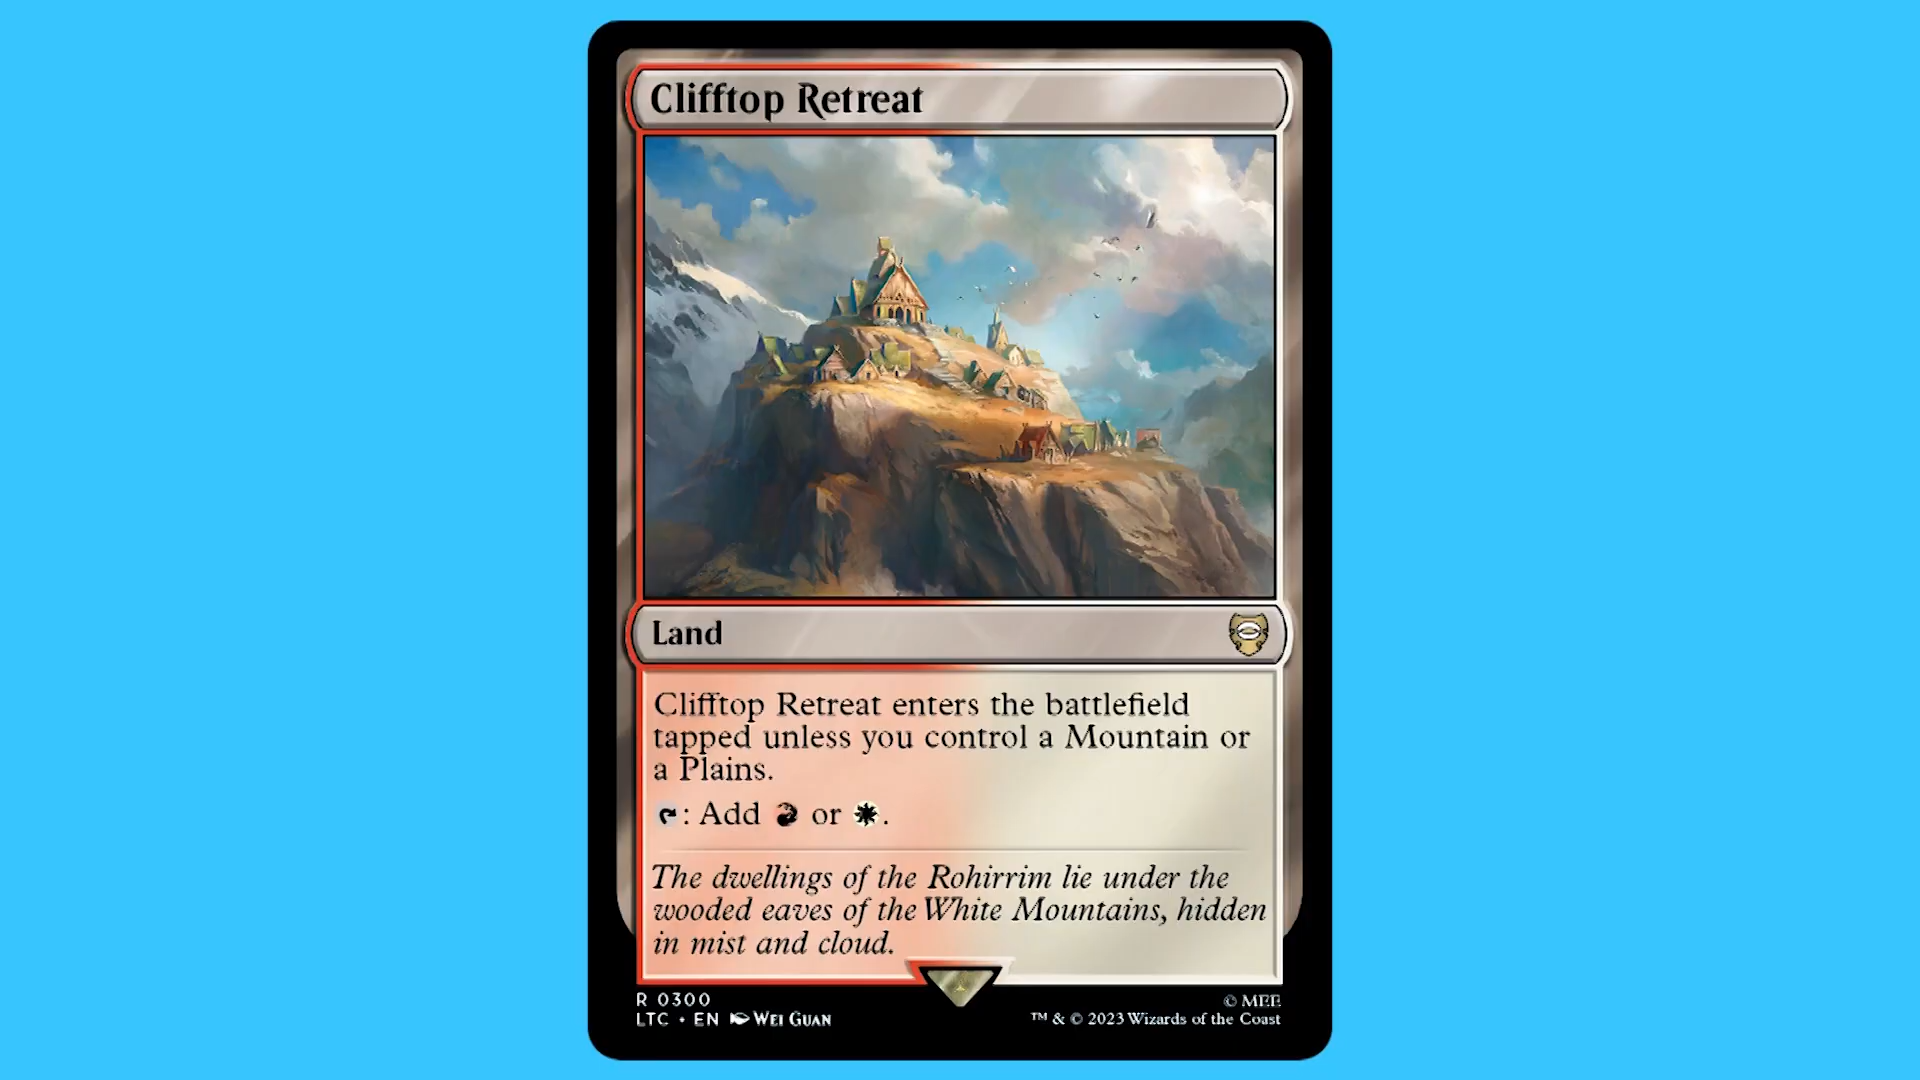 Clifftop Retreat
Land
Clifftop Retreat enters the battlefield
tapped unless you control a Mountain or
a Plains.
: Add or .
The dwellings of the Rohirrim lie under the
wooded eaves of the White Mountains, hidden
in mist and cloud.
R 0300
LTC • EN Wei Guan
© MEE
™ & © 2023 Wizards of the Coast